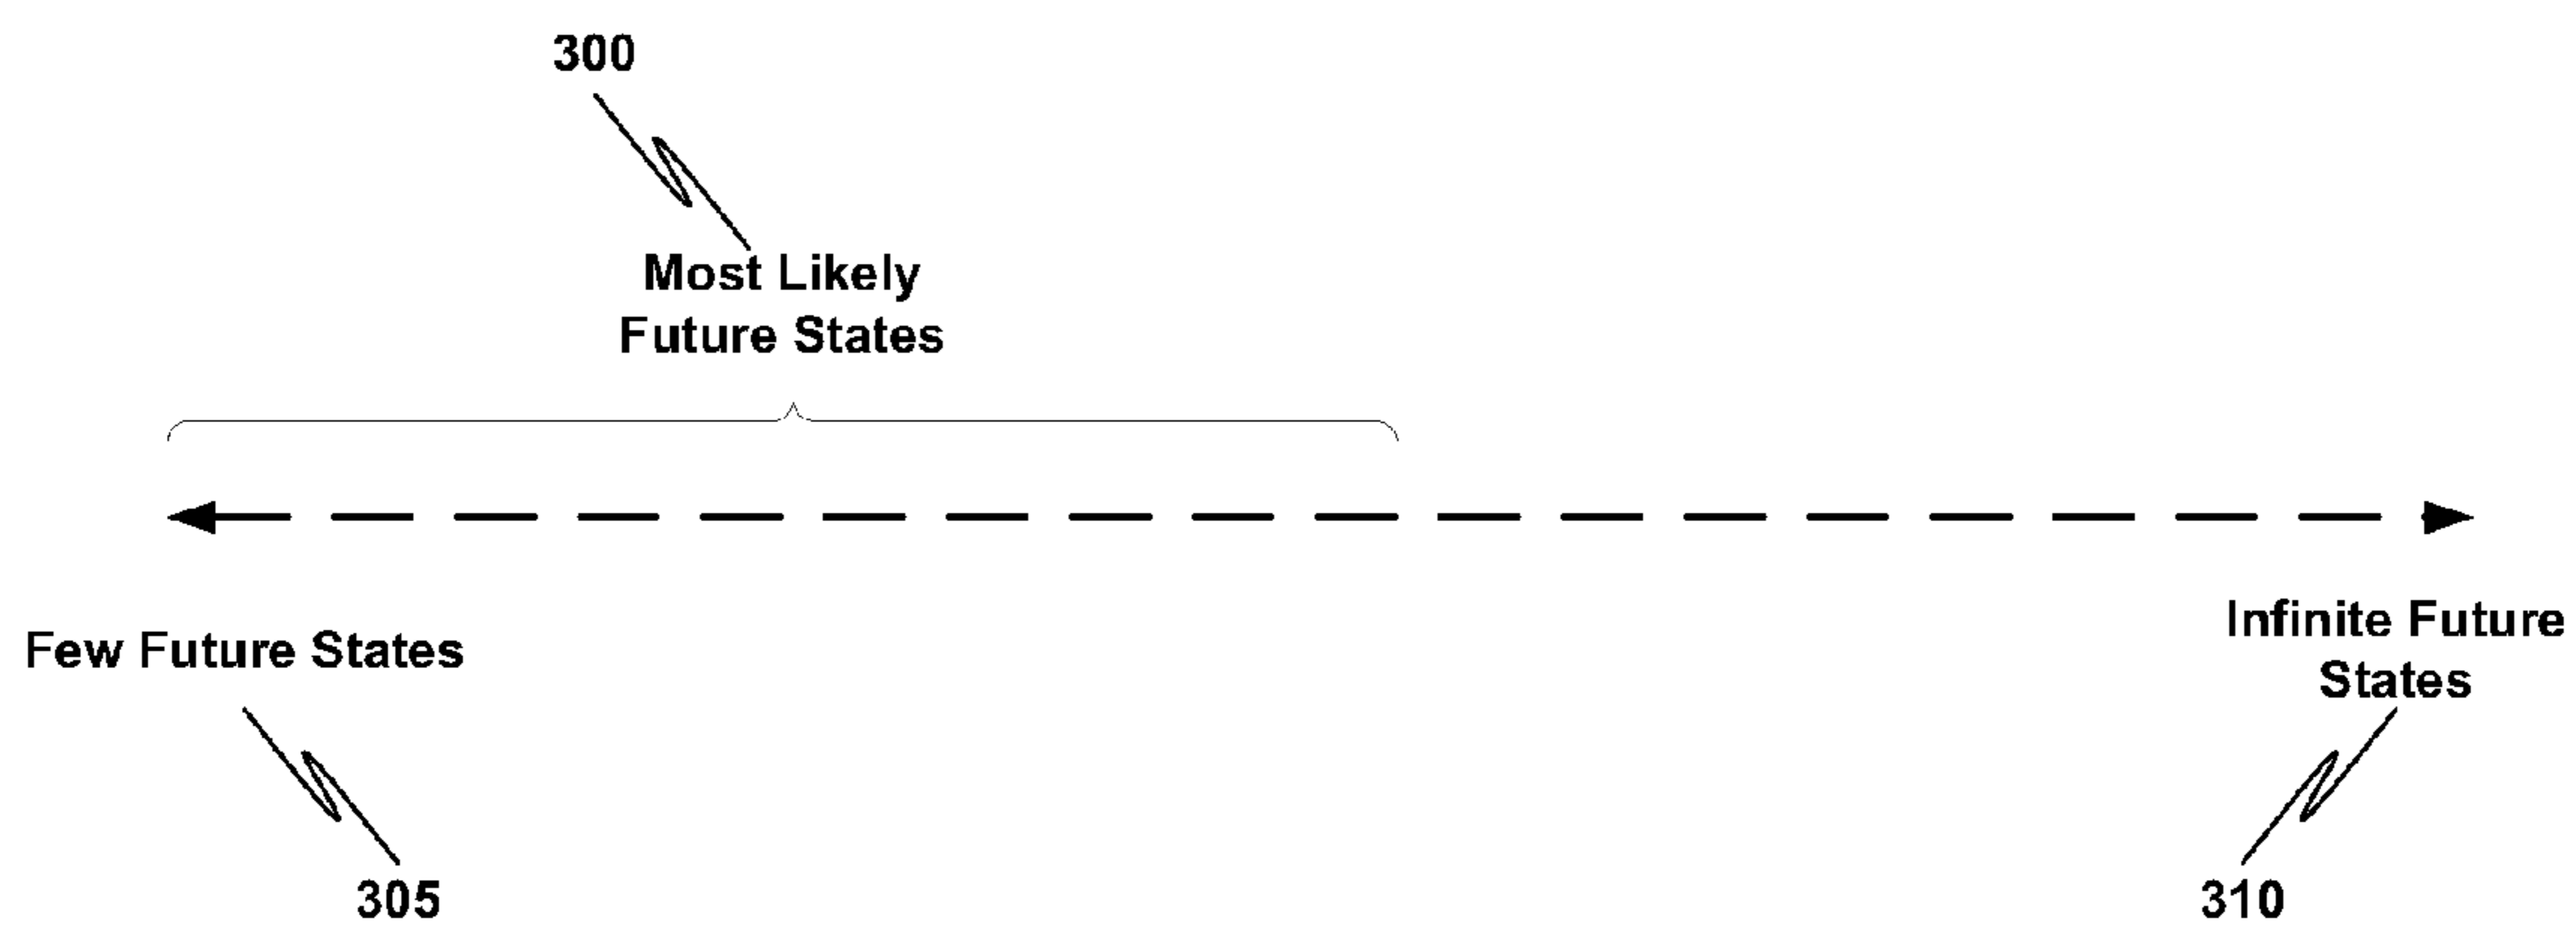 300
Most Likely
Future States
Few Future States
Infinite Future
States
305
310